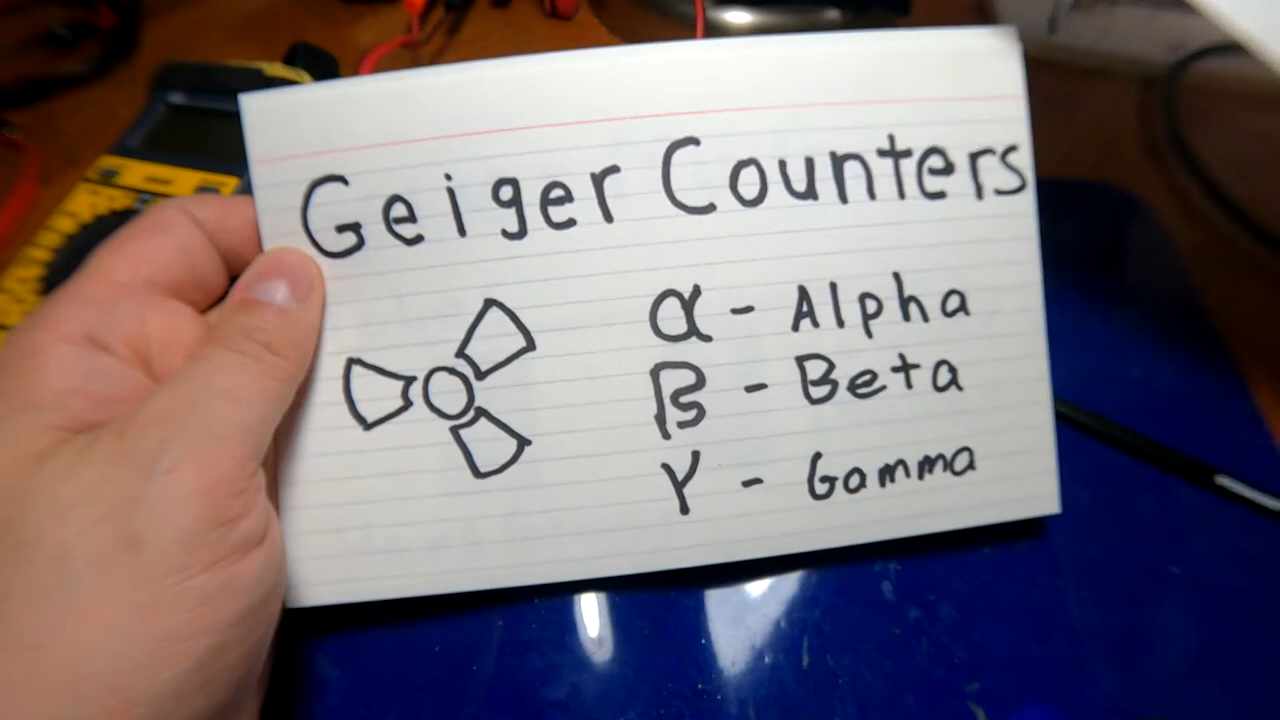 Geiger Counters
α - Alpha
β - Beta
γ - Gamma